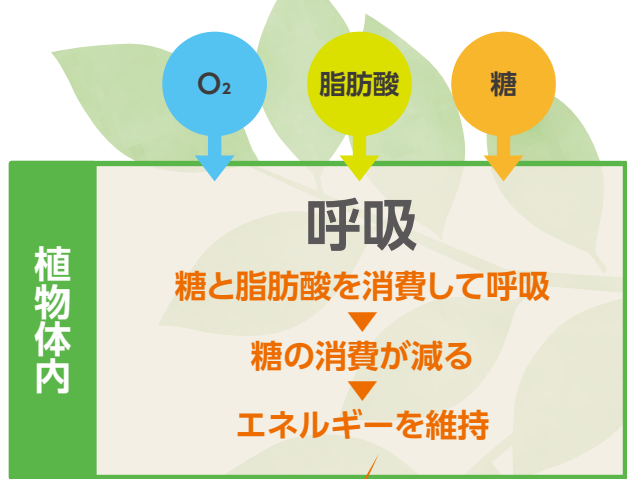 O₂
脂肪酸
糖
植物体内
呼吸
糖と脂肪酸を消費して呼吸
糖の消費が減る
エネルギーを維持